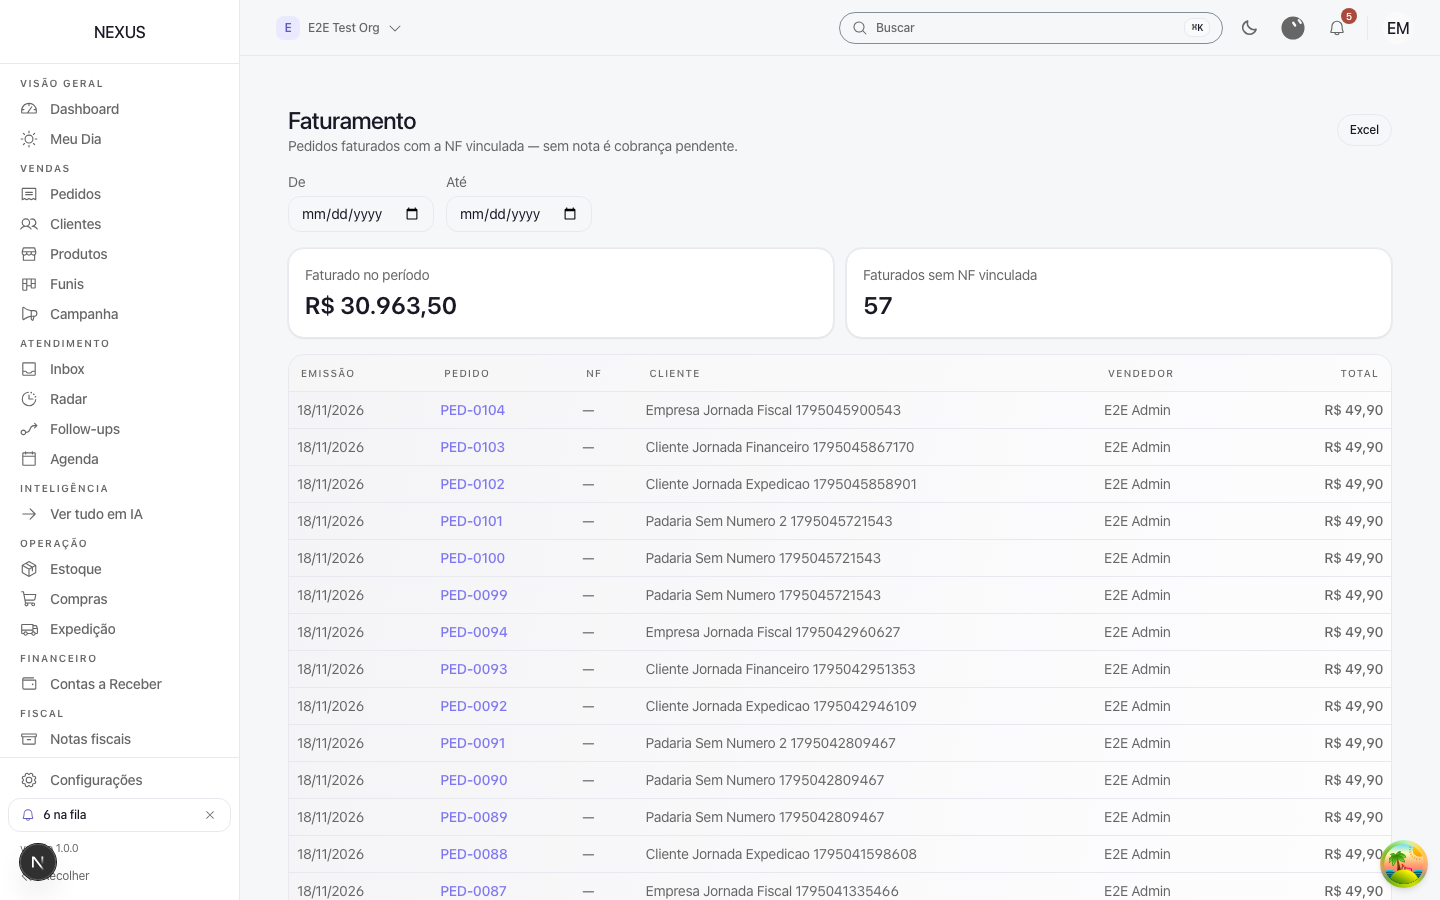 NEXUS
E E2E Test Org
Buscar ⌘K
5
EM
VISÃO GERAL
Dashboard
Meu Dia
VENDAS
Pedidos
Clientes
Produtos
Funis
Campanha
ATENDIMENTO
Inbox
Radar
Follow-ups
Agenda
INTELIGÊNCIA
Ver tudo em IA
OPERAÇÃO
Estoque
Compras
Expedição
FINANCEIRO
Contas a Receber
FISCAL
Notas fiscais
Configurações
6 na fila
1.0.0
N
Faturamento
Excel
Pedidos faturados com a NF vinculada — sem nota é cobrança pendente.
De Até
mm/dd/yyyy mm/dd/yyyy
Faturado no período
R$ 30.963,50
Faturados sem NF vinculada
57
EMISSÃO PEDIDO NF CLIENTE VENDEDOR TOTAL
18/11/2026 PED-0104 — Empresa Jornada Fiscal 1795045900543 E2E Admin R$ 49,90
18/11/2026 PED-0103 — Cliente Jornada Financeiro 1795045867170 E2E Admin R$ 49,90
18/11/2026 PED-0102 — Cliente Jornada Expedicao 1795045858901 E2E Admin R$ 49,90
18/11/2026 PED-0101 — Padaria Sem Numero 2 1795045721543 E2E Admin R$ 49,90
18/11/2026 PED-0100 — Padaria Sem Numero 1795045721543 E2E Admin R$ 49,90
18/11/2026 PED-0099 — Padaria Sem Numero 1795045721543 E2E Admin R$ 49,90
18/11/2026 PED-0094 — Empresa Jornada Fiscal 1795042960627 E2E Admin R$ 49,90
18/11/2026 PED-0093 — Cliente Jornada Financeiro 1795042951353 E2E Admin R$ 49,90
18/11/2026 PED-0092 — Cliente Jornada Expedicao 1795042946109 E2E Admin R$ 49,90
18/11/2026 PED-0091 — Padaria Sem Numero 2 1795042809467 E2E Admin R$ 49,90
18/11/2026 PED-0090 — Padaria Sem Numero 1795042809467 E2E Admin R$ 49,90
18/11/2026 PED-0089 — Padaria Sem Numero 1795042809467 E2E Admin R$ 49,90
18/11/2026 PED-0088 — Cliente Jornada Expedicao 1795041598608 E2E Admin R$ 49,90
18/11/2026 PED-0087 — Empresa Jornada Fiscal 1795041335466 E2E Admin R$ 49,90